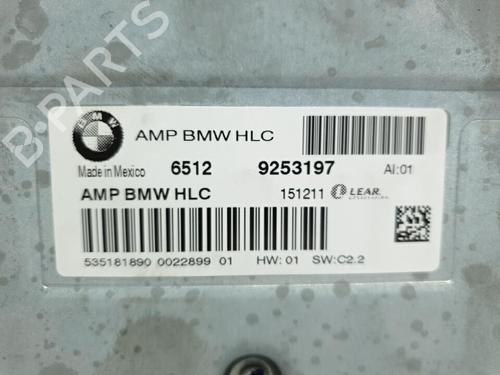 B-PARTS
BMW
AMP BMW HLC
Made in Mexico 6512 9253197 AI:01
AMP BMW HLC 151211 LEAR
535181890 0022899 01 HW: 01 SW:C2.2